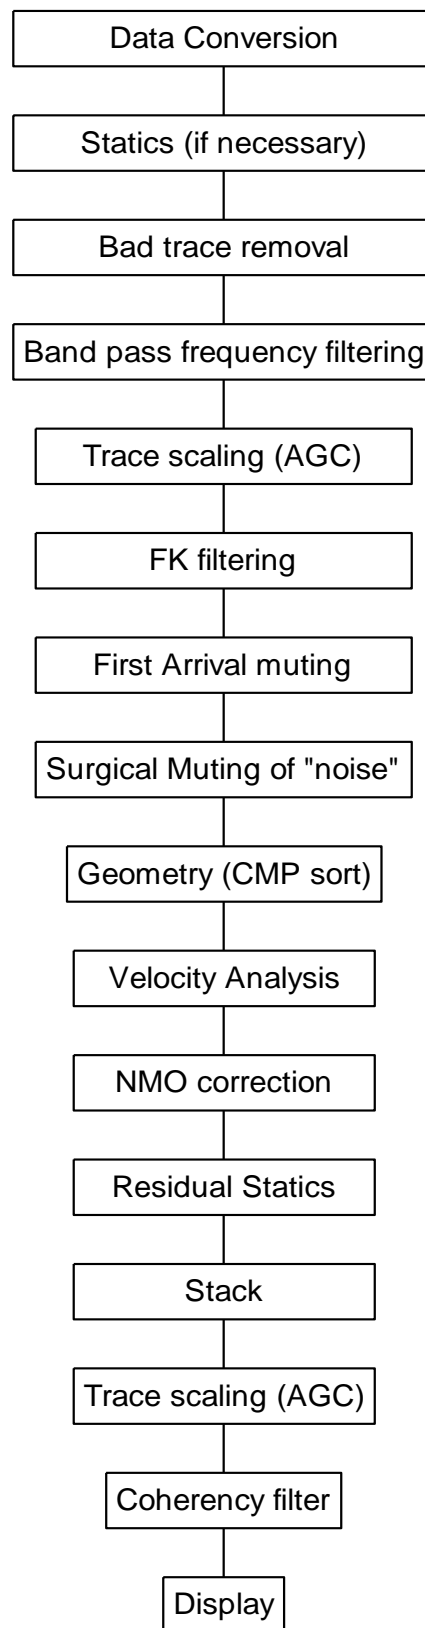 Data Conversion
Statics (if necessary)
Bad trace removal
Band pass frequency filtering
Trace scaling (AGC)
FK filtering
First Arrival muting
Surgical Muting of "noise"
Geometry (CMP sort)
Velocity Analysis
NMO correction
Residual Statics
Stack
Trace scaling (AGC)
Coherency filter
Display